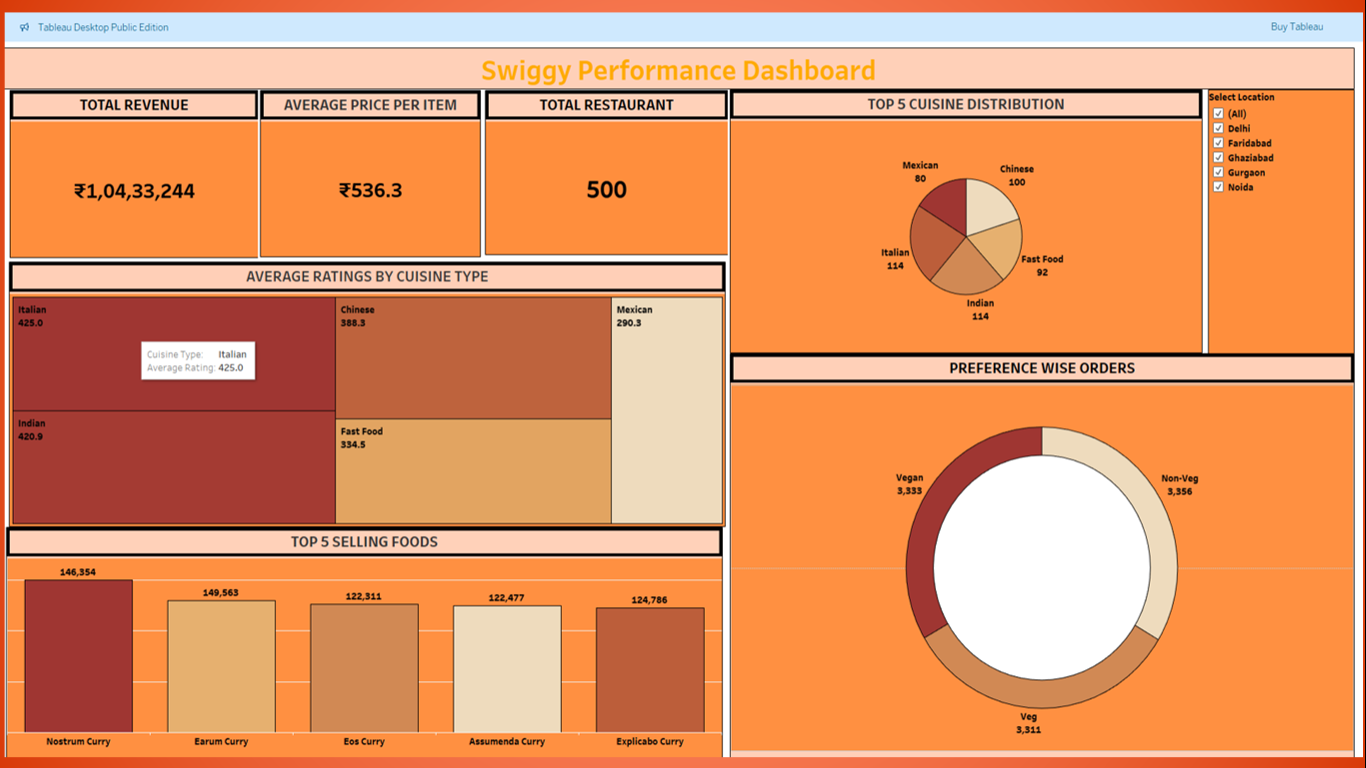 Tableau Desktop Public Edition
Buy Tableau
Swiggy Performance Dashboard
TOTAL REVENUE
₹1,04,33,244
AVERAGE PRICE PER ITEM
₹536.3
TOTAL RESTAURANT
500
TOP 5 CUISINE DISTRIBUTION
Mexican
80
Chinese
100
Italian
114
Fast Food
92
Indian
114
Select Location
(All)
Delhi
Faridabad
Ghaziabad
Gurgaon
Noida
AVERAGE RATINGS BY CUISINE TYPE
Italian
425.0
Cuisine Type: Italian
Average Rating: 425.0
Indian
420.9
Chinese
388.3
Fast Food
334.5
Mexican
290.3
PREFERENCE WISE ORDERS
Vegan
3,333
Non-Veg
3,356
Veg
3,311
TOP 5 SELLING FOODS
146,354
149,563
122,311
122,477
124,786
Nostrum Curry
Earum Curry
Eos Curry
Assumenda Curry
Explicabo Curry